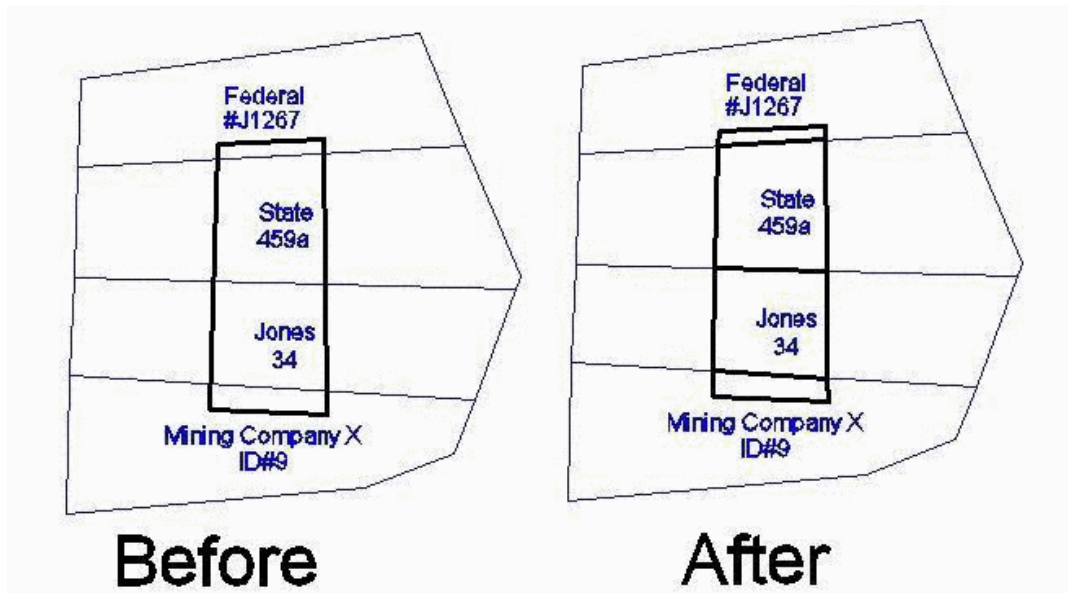 Federal
#J1267
State
459a
Jones
34
Mining Company X
ID#9
Before
Federal
#J1267
State
459a
Jones
34
Mining Company X
ID#9
After